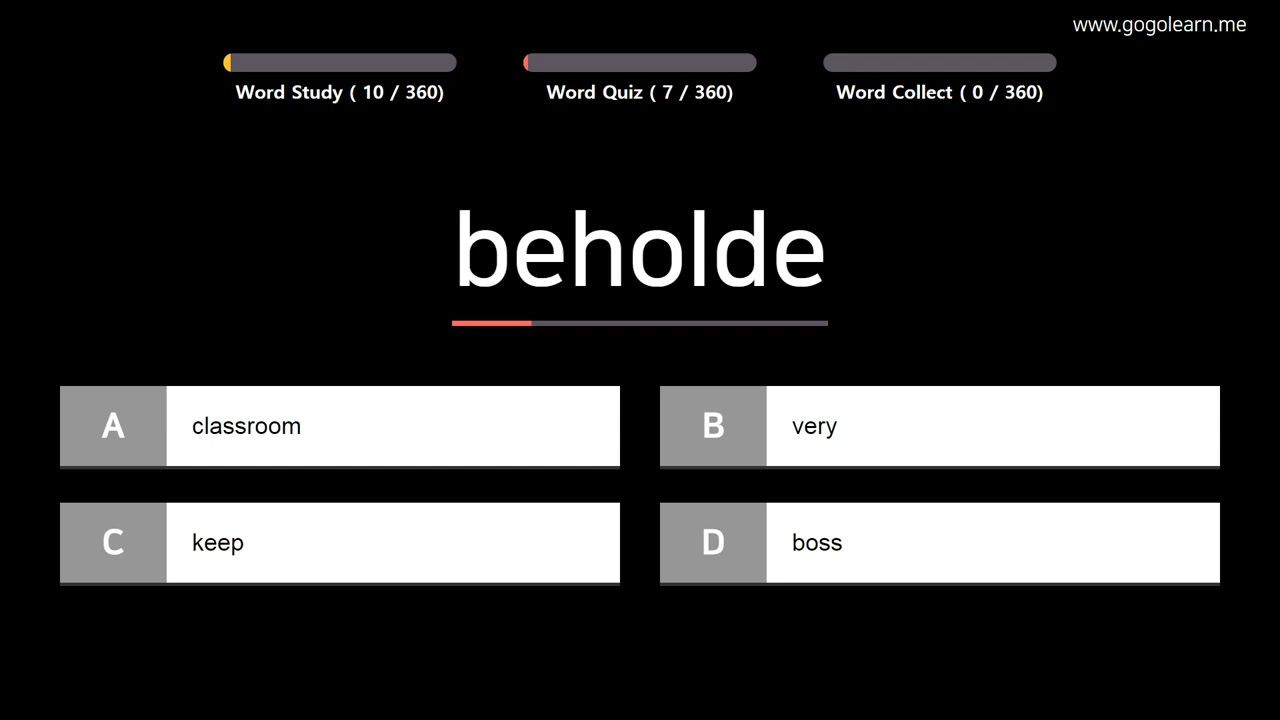 www.gogolearn.me
Word Study ( 10 / 360)
Word Quiz ( 7 / 360)
Word Collect ( 0 / 360)
beholde
A classroom
B very
C keep
D boss